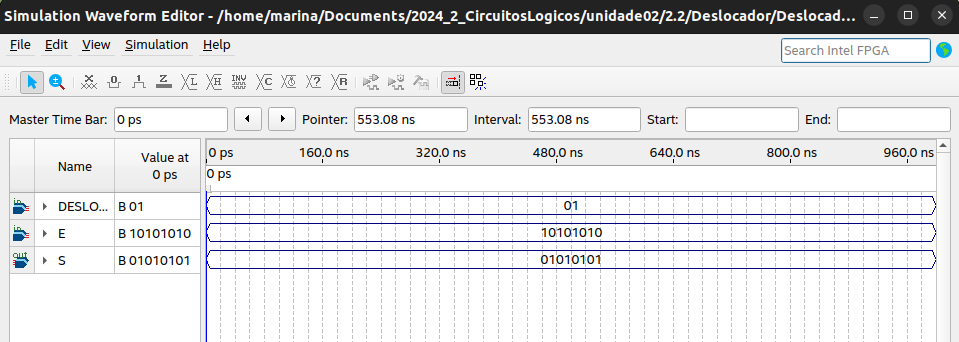 Simulation Waveform Editor - /home/marina/Documents/2024_2_CircuitosLogicos/unidade02/2.2/Deslocador/Deslocad...
File Edit View Simulation Help
Search Intel FPGA
Master Time Bar: 0 ps Pointer: 553.08 ns Interval: 553.08 ns Start: End:
Name Value at 0 ps
0 ps 160.0 ns 320.0 ns 480.0 ns 640.0 ns 800.0 ns 960.0 ns
0 ps
DESLO... B 01 01
E B 10101010 10101010
S B 01010101 01010101